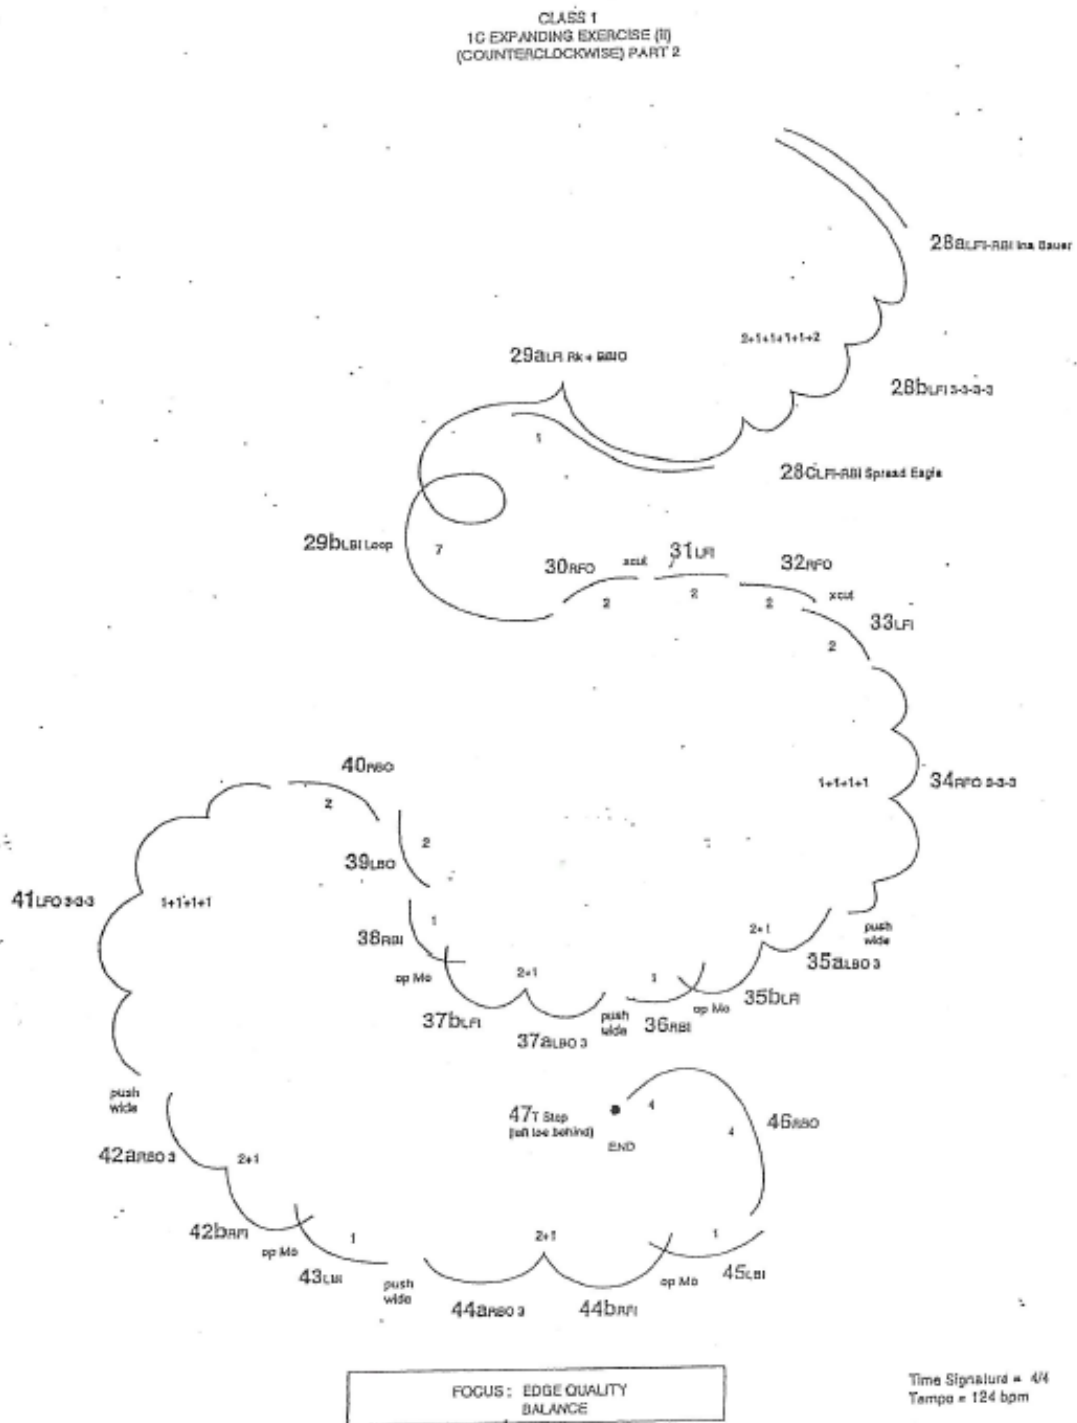 CLASS 1
1C EXPANDING EXERCISE (II)
(COUNTERCLOCKWISE) PART 2
28aLFI-RBI Ina Bauer
2+1+1+1+1+2
29aLFI Rk +
28bLFI 3-3-3-3
1
28CLFI-RBI Spread Eagle
29bLBI Loop
7
30RFO
xcut
31LFI
32RFO
2
2
2
xcut
33LFI
2
40RBO
2
1+1+1+1
34RFO 3-3-3
39LBO
2
41LFO 3-3-3
1+1+1+1
38RBI
1
push
wide
2+1
35aLBO 3
op Mo
2+1
1
35bLFI
37bLFI
op Mo
36RBI
push
wide
37aLBO 3
push
wide
47T Stop
(left toe behind)
END
4
4
46RBO
42aRBO 3
2+1
42bRFI
op Mo
1
43LBI
push
wide
2+1
1
44aRBO 3
44bRFI
op Mo
45LBI
FOCUS : EDGE QUALITY
BALANCE
Time Signature = 4/4
Tempo = 124 bpm